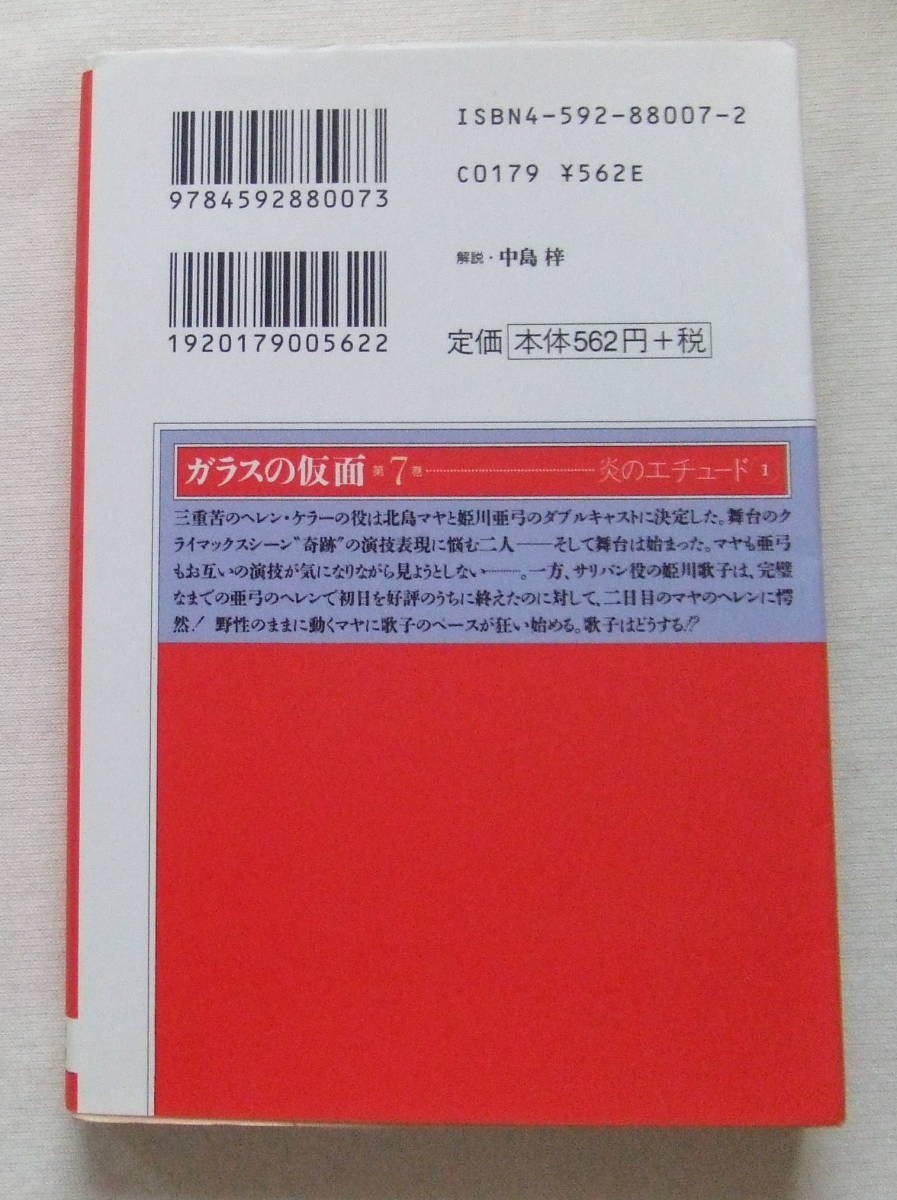 ISBN4-592-88007-2
9784592880073
C0179 ¥562E
解説・中島 梓
1920179005622
定価 本体562円+税
ガラスの仮面 第7巻 炎のエチュード 1
三重苦のヘレン・ケラーの役は北島マヤと姫川亜弓のダブルキャストに決定した。舞台のク
ライマックスシーン“奇跡”の演技表現に悩む二人――そして舞台は始まった。マヤも亜弓
もお互いの演技が気になりながら見ようとしない――。一方、サリバン役の姫川歌子は、完璧
なまでの亜弓のヘレンで初日を好評のうちに終えたのに対して、二日目のマヤのヘレンに愕
然！ 野性のままに動くマヤに歌子のペースが狂い始める。歌子はどうする!?